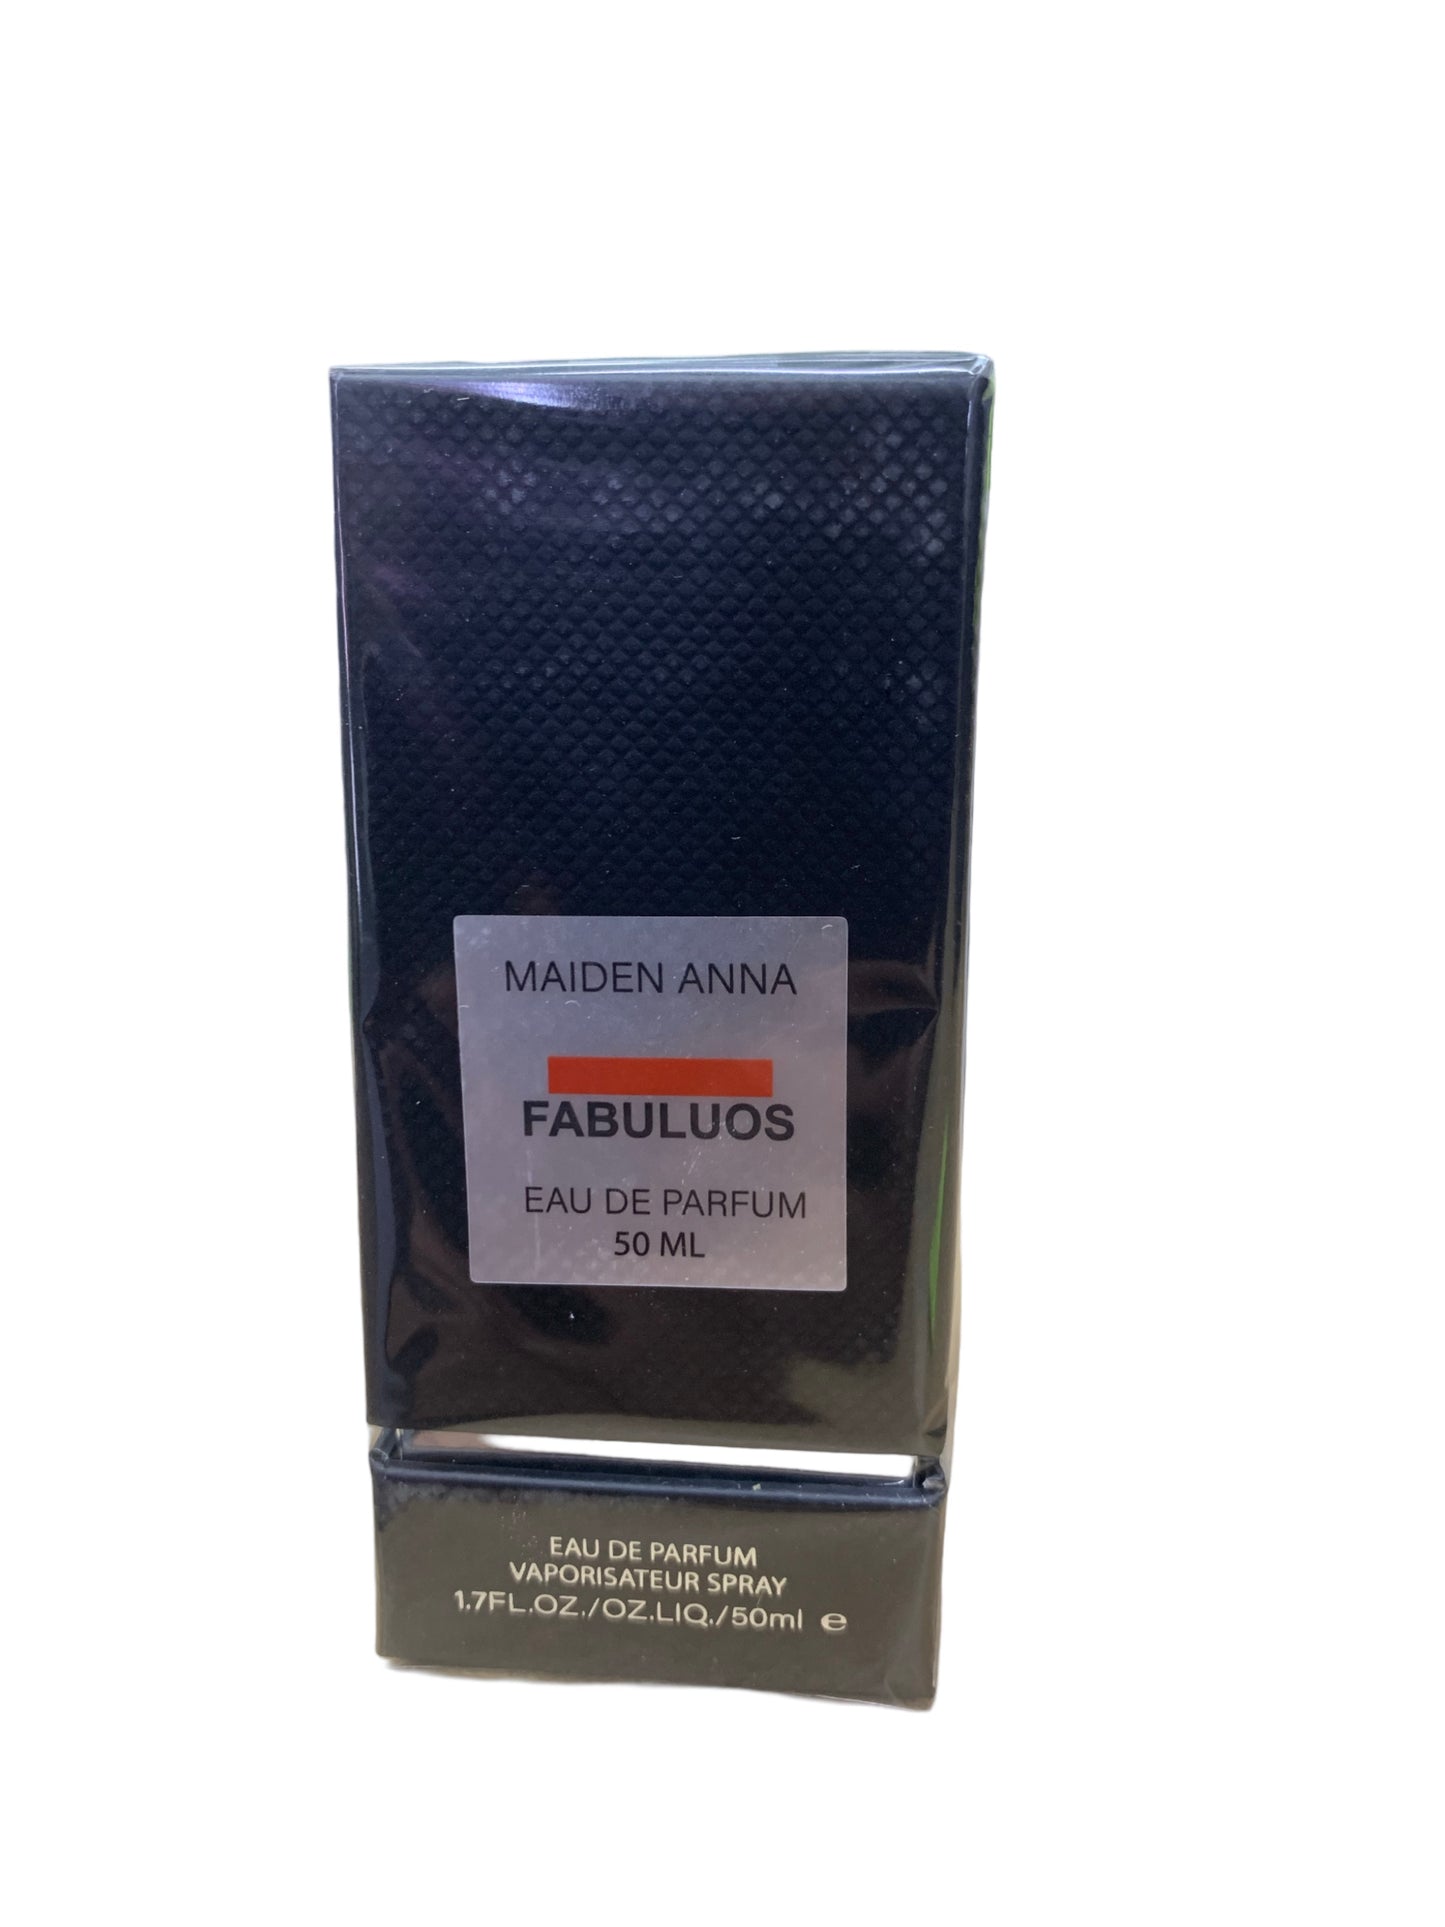 MAIDEN ANNA
FABULUOS
EAU DE PARFUM
50 ML
EAU DE PARFUM
VAPORISATEUR SPRAY
1.7FL.OZ./OZ.LIQ./50ml e